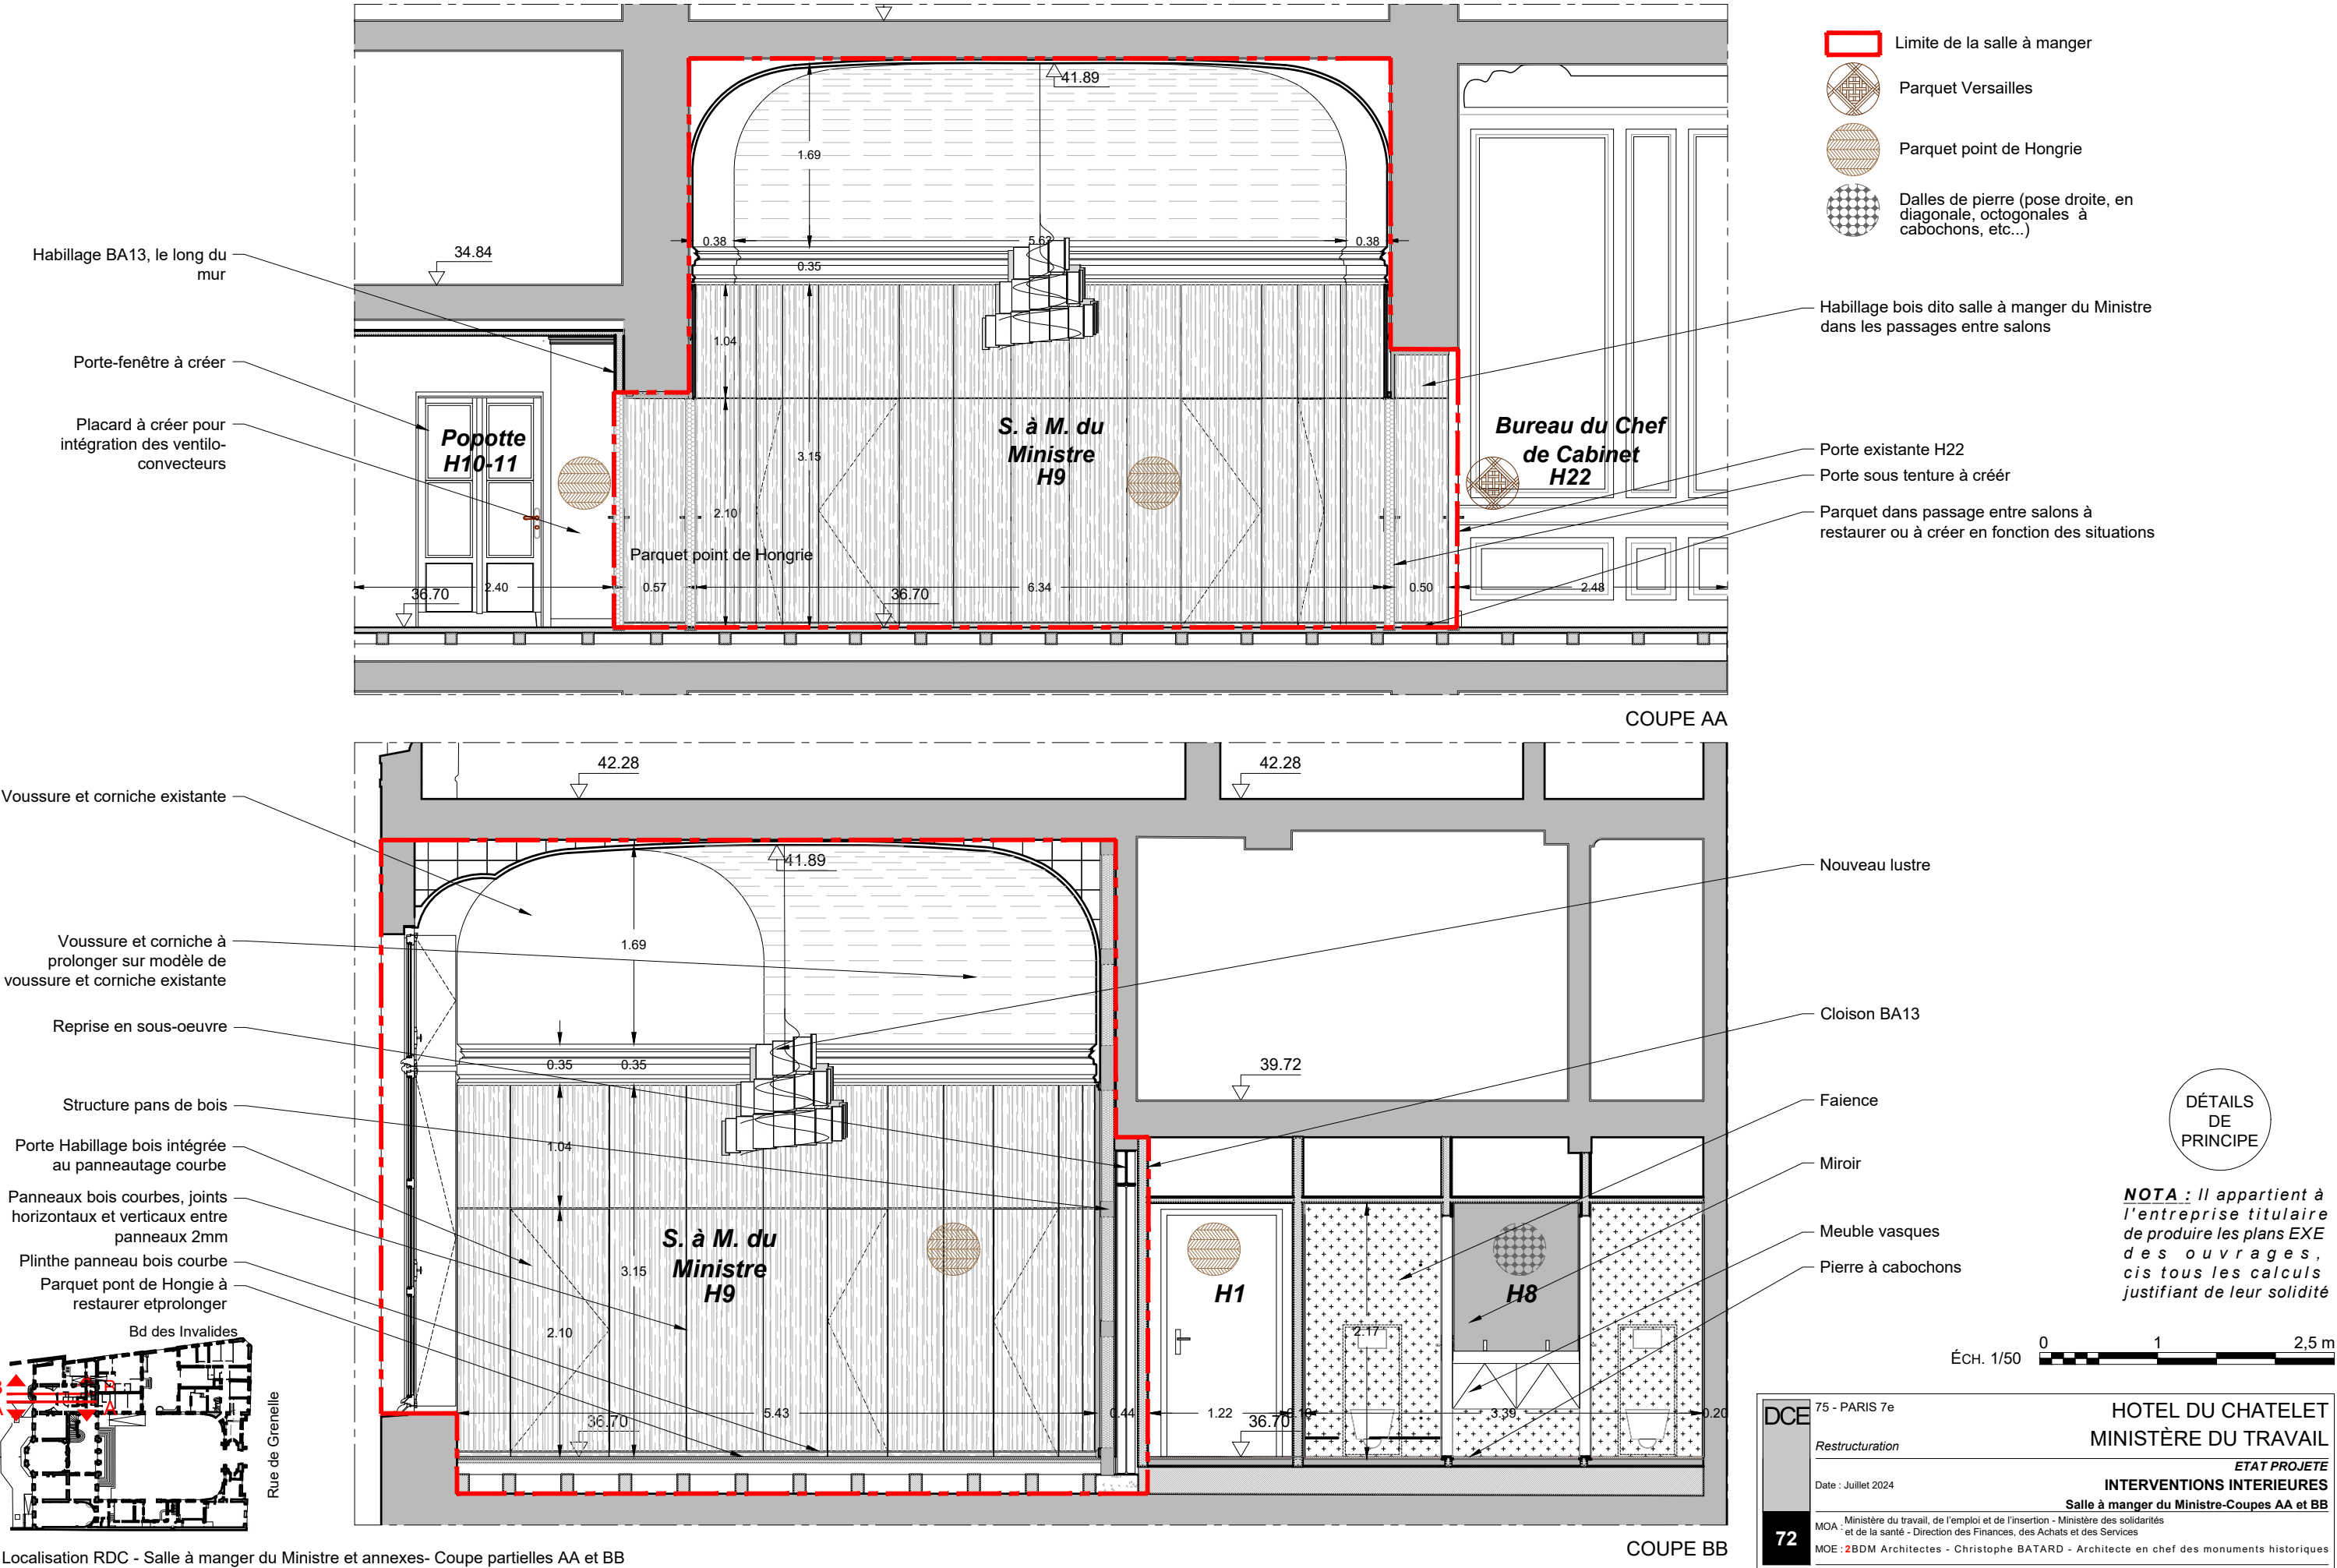 Limite de la salle à manger
Parquet Versailles
Parquet point de Hongrie
Dalles de pierre (pose droite, en
diagonale, octogonales à
cabochons, etc...)
41.89
1.69
0.38
5.62
0.38
0.35
34.84
Habillage BA13, le long du
mur
Porte-fenêtre à créer
Placard à créer pour
intégration des ventilo-
convecteurs
Habillage bois dito salle à manger du Ministre
dans les passages entre salons
Porte existante H22
Porte sous tenture à créér
Parquet dans passage entre salons à
restaurer ou à créer en fonction des situations
1.04
Popotte
H10-11
S. à M. du
Ministre
H9
Bureau du Chef
de Cabinet
H22
3.15
2.10
Parquet point de Hongrie
2.40
0.57
6.34
0.50
2.48
36.70
36.70
COUPE AA
42.28
42.28
41.89
Voussure et corniche existante
Voussure et corniche à
prolonger sur modèle de
voussure et corniche existante
Reprise en sous-oeuvre
Structure pans de bois
Porte Habillage bois intégrée
au panneautage courbe
Panneaux bois courbes, joints
horizontaux et verticaux entre
panneaux 2mm
Plinthe panneau bois courbe
Parquet pont de Hongie à
restaurer etprolonger
1.69
0.35
0.35
1.04
3.15
2.10
S. à M. du
Ministre
H9
36.70
5.43
0.44
1.22
36.70
3.39
0.20
39.72
2.17
H1
H8
Nouveau lustre
Cloison BA13
Faience
Miroir
Meuble vasques
Pierre à cabochons
COUPE BB
DÉTAILS
DE
PRINCIPE
NOTA : Il appartient à
l'entreprise titulaire
de produire les plans EXE
des ouvrages,
cis tous les calculs
justifiant de leur solidité
ÉCH. 1/50
0 1 2,5 m
Bd des Invalides
Rue de Grenelle
B
A
Localisation RDC - Salle à manger du Ministre et annexes- Coupe partielles AA et BB
DCE
75 - PARIS 7e
HOTEL DU CHATELET
MINISTÈRE DU TRAVAIL
Restructuration
ETAT PROJETE
Date : Juillet 2024
INTERVENTIONS INTERIEURES
Salle à manger du Ministre-Coupes AA et BB
72
MOA : Ministère du travail, de l'emploi et de l'insertion - Ministère des solidarités
et de la santé - Direction des Finances, des Achats et des Services
MOE : 2BDM Architectes - Christophe BATARD - Architecte en chef des monuments historiques